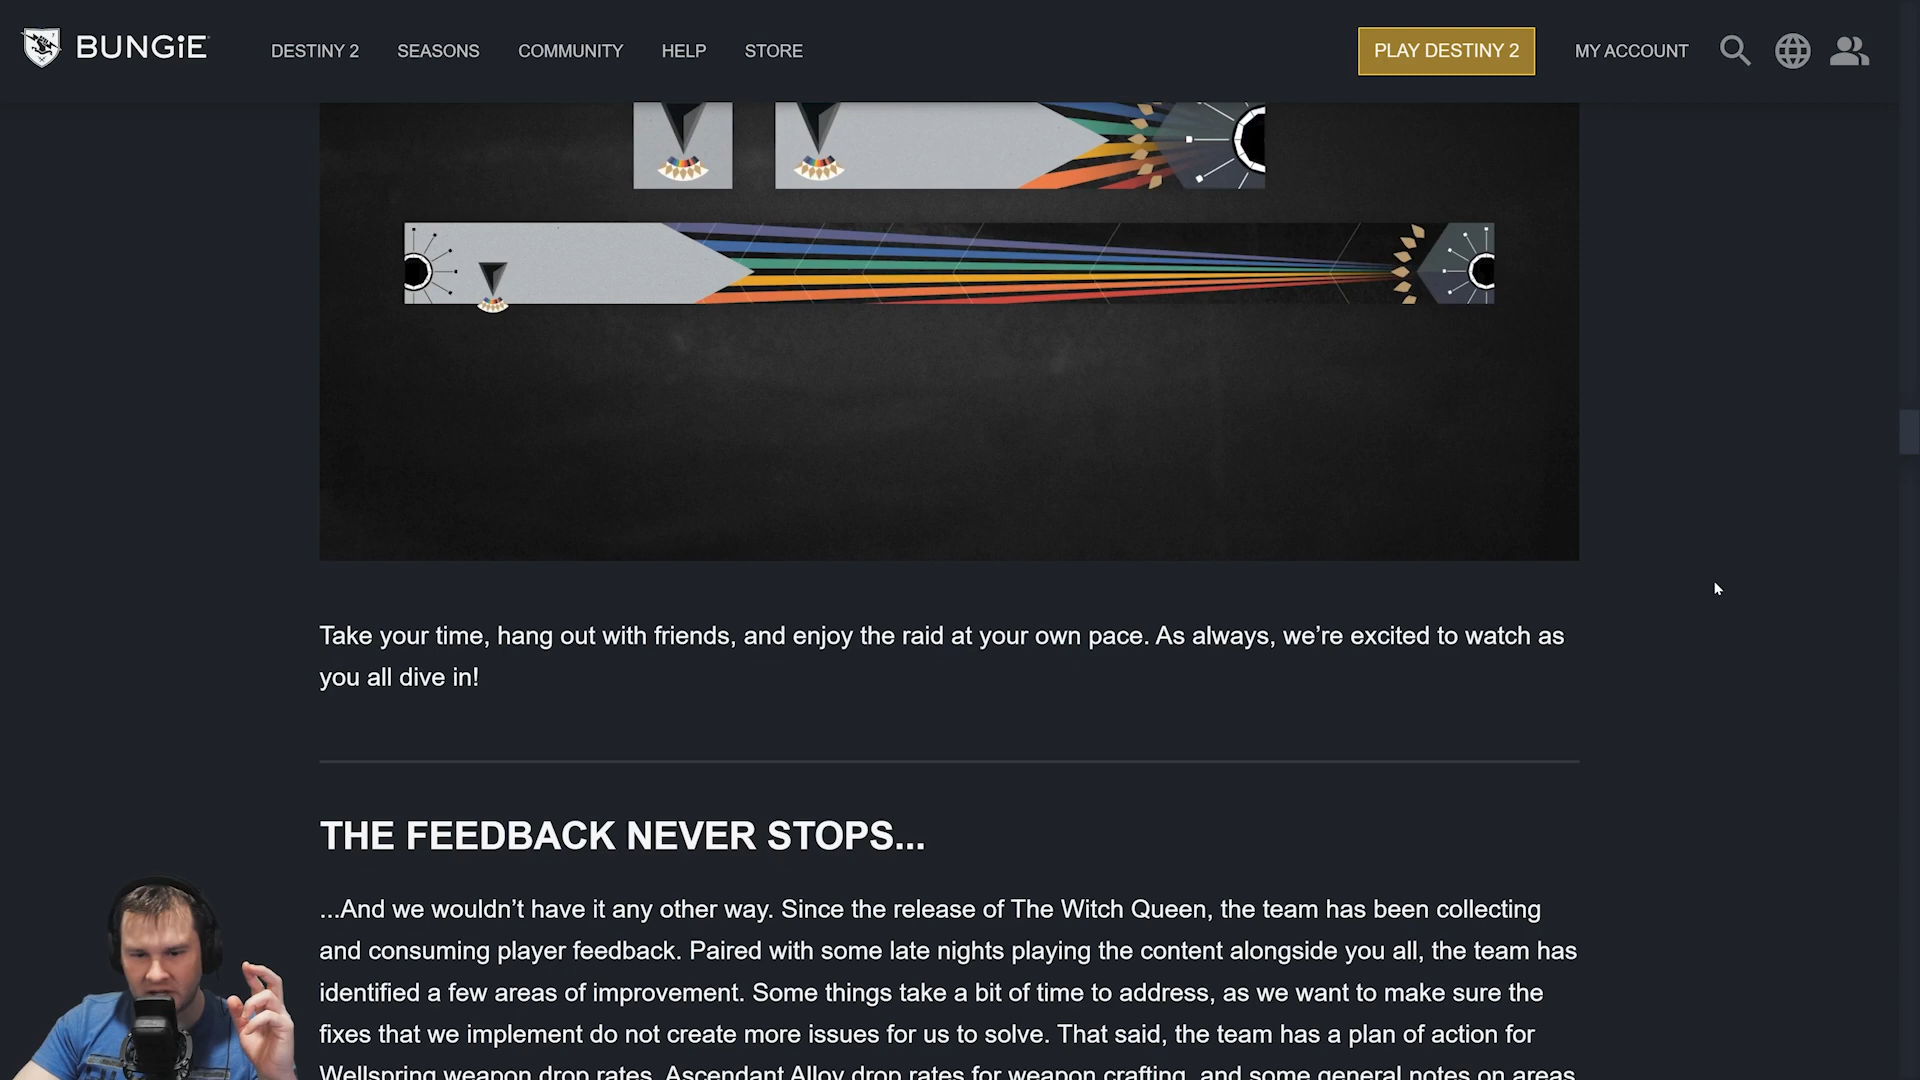 BUNGiE
DESTINY 2
SEASONS
COMMUNITY
HELP
STORE
PLAY DESTINY 2
MY ACCOUNT
Take your time, hang out with friends, and enjoy the raid at your own pace. As always, we’re excited to watch as
you all dive in!
THE FEEDBACK NEVER STOPS...
...And we wouldn’t have it any other way. Since the release of The Witch Queen, the team has been collecting
and consuming player feedback. Paired with some late nights playing the content alongside you all, the team has
identified a few areas of improvement. Some things take a bit of time to address, as we want to make sure the
fixes that we implement do not create more issues for us to solve. That said, the team has a plan of action for
Wellspring weapon drop rates, Ascendant Alloy drop rates for weapon crafting, and some general notes on areas